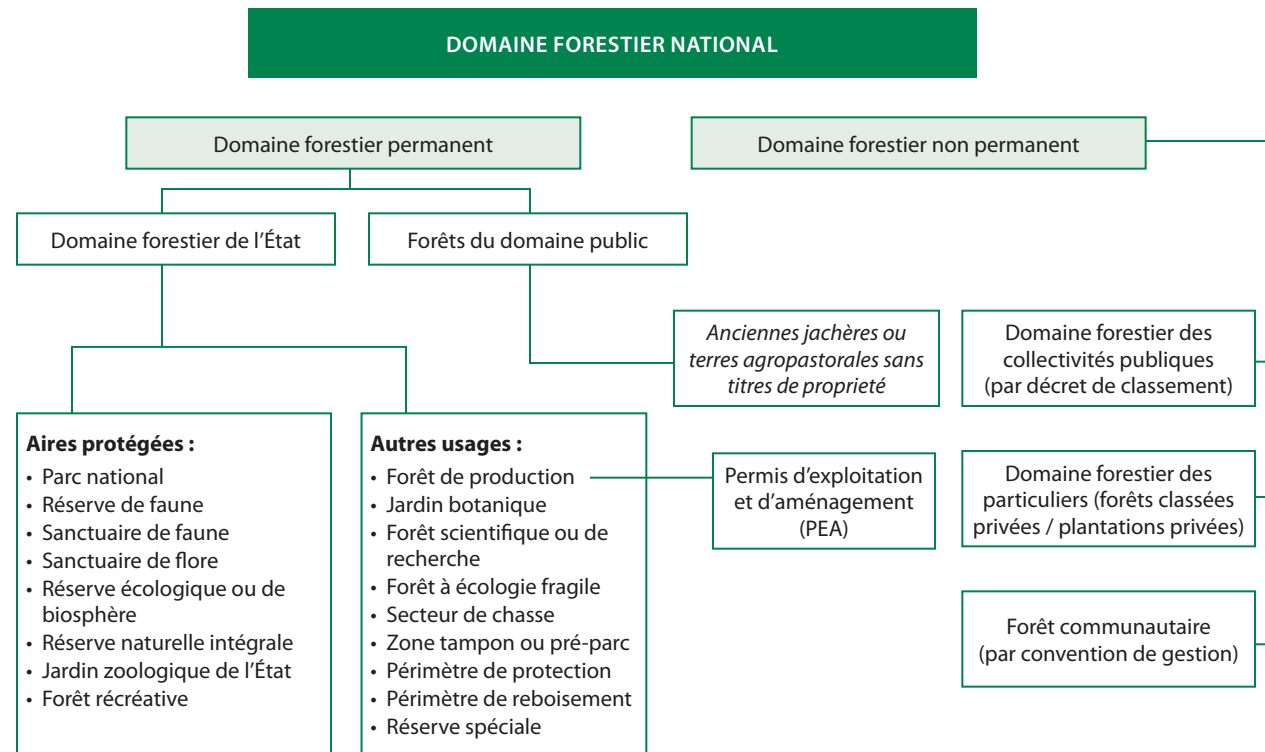 DOMAINE FORESTIER NATIONAL
Domaine forestier permanent
Domaine forestier non permanent
Domaine forestier de l'État
Forêts du domaine public
Anciennes jachères ou
terres agropastorales sans
titres de proprieté
Domaine forestier des
collectivités publiques
(par décret de classement)
Aires protégées :
• Parc national
• Réserve de faune
• Sanctuaire de faune
• Sanctuaire de flore
• Réserve écologique ou de
biosphère
• Réserve naturelle intégrale
• Jardin zoologique de l'État
• Forêt récréative
Autres usages :
• Forêt de production
• Jardin botanique
• Forêt scientifique ou de
recherche
• Forêt à écologie fragile
• Secteur de chasse
• Zone tampon ou pré-parc
• Périmètre de protection
• Périmètre de reboisement
• Réserve spéciale
Permis d'exploitation
et d'aménagement
(PEA)
Domaine forestier des
particuliers (forêts classées
privées / plantations privées)
Forêt communautaire
(par convention de gestion)